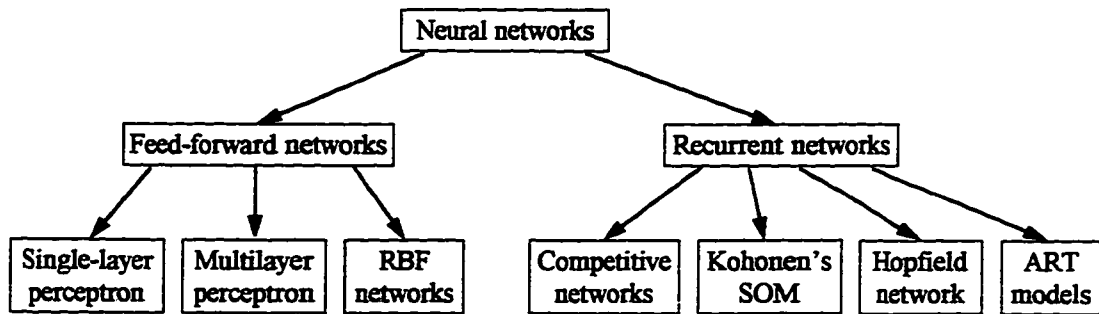 Neural networks
Feed-forward networks
Recurrent networks
Single-layer
perceptron
Multilayer
perceptron
RBF
networks
Competitive
networks
Kohonen's
SOM
Hopfield
network
ART
models